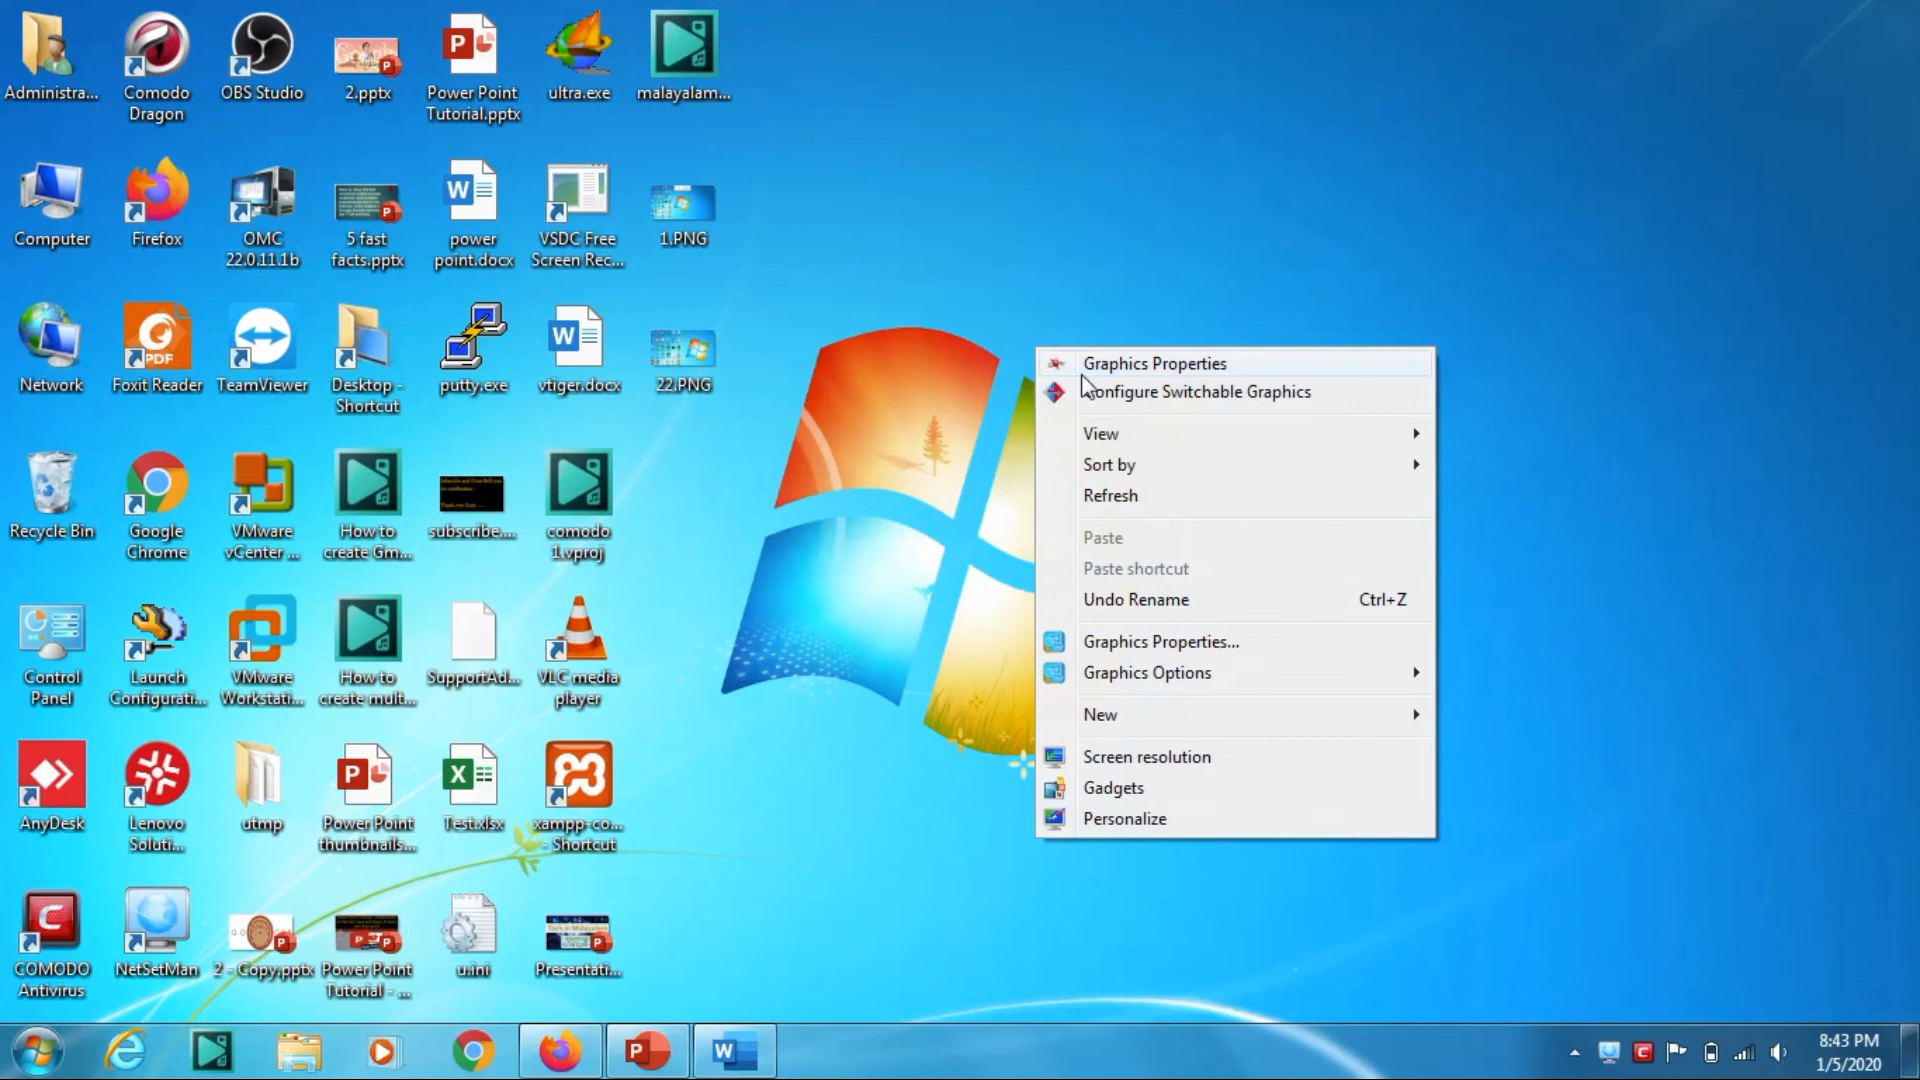 Administra...
Comodo
Dragon
OBS Studio
2.pptx
Power Point
Tutorial.pptx
ultra.exe
malayalam...
Computer
Firefox
OMC
22.0.11.1b
5 fast
facts.pptx
power
point.docx
VSDC Free
Screen Rec...
1.PNG
Network
Foxit Reader
TeamViewer
Desktop -
Shortcut
putty.exe
vtiger.docx
22.PNG
Recycle Bin
Google
Chrome
VMware
vCenter ...
How to
create Gm...
subscribe....
comodo
1.vproj
Control
Panel
Launch
Configurati...
VMware
Workstati...
How to
create mult...
SupportAd...
VLC media
player
AnyDesk
Lenovo
Soluti...
utmp
Power Point
thumbnails...
Test.xlsx
xampp-co...
- Shortcut
COMODO
Antivirus
NetSetMan
2 - Copy.pptx
Power Point
Tutorial - ...
u.ini
Presentati...
Graphics Properties
onfigure Switchable Graphics
View
Sort by
Refresh
Paste
Paste shortcut
Undo Rename Ctrl+Z
Graphics Properties...
Graphics Options
New
Screen resolution
Gadgets
Personalize
8:43 PM
1/5/2020